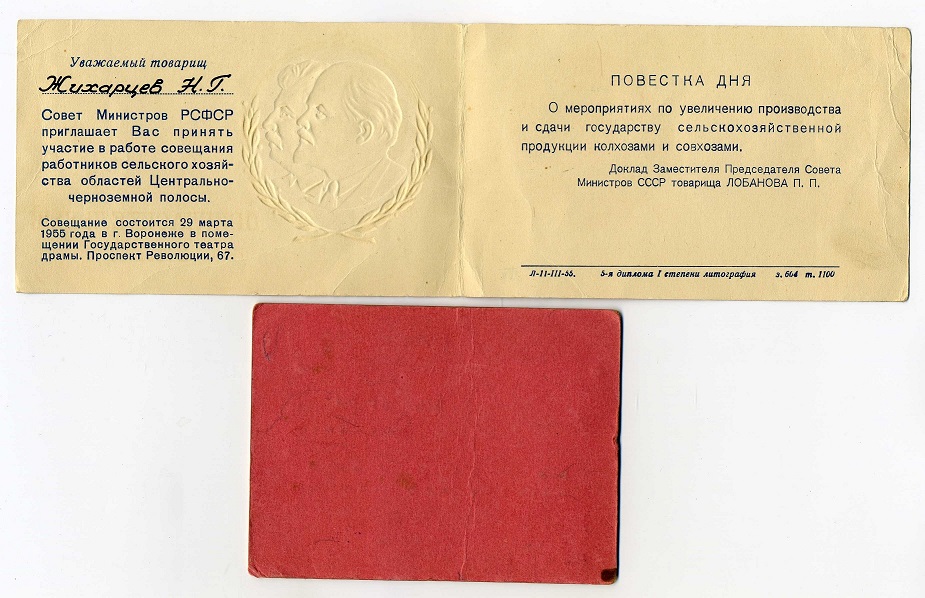 Уважаемый товарищ
Жихарцев Н. Г.
Совет Министров РСФСР
приглашает Вас принять
участие в работе совещания
работников сельского хозяй-
ства областей Центрально-
черноземной полосы.
Совещание состоится 29 марта
1955 года в г. Воронеже в поме-
щении Государственного театра
драмы. Проспект Революции, 67.
ПОВЕСТКА ДНЯ
О мероприятиях по увеличению производства
и сдачи государству сельскохозяйственной
продукции колхозами и совхозами.
Доклад Заместителя Председателя Совета
Министров СССР товарища ЛОБАНОВА П. П.
Л-11-III-55. 5-я диплома I степени литография з. 604 т. 1100